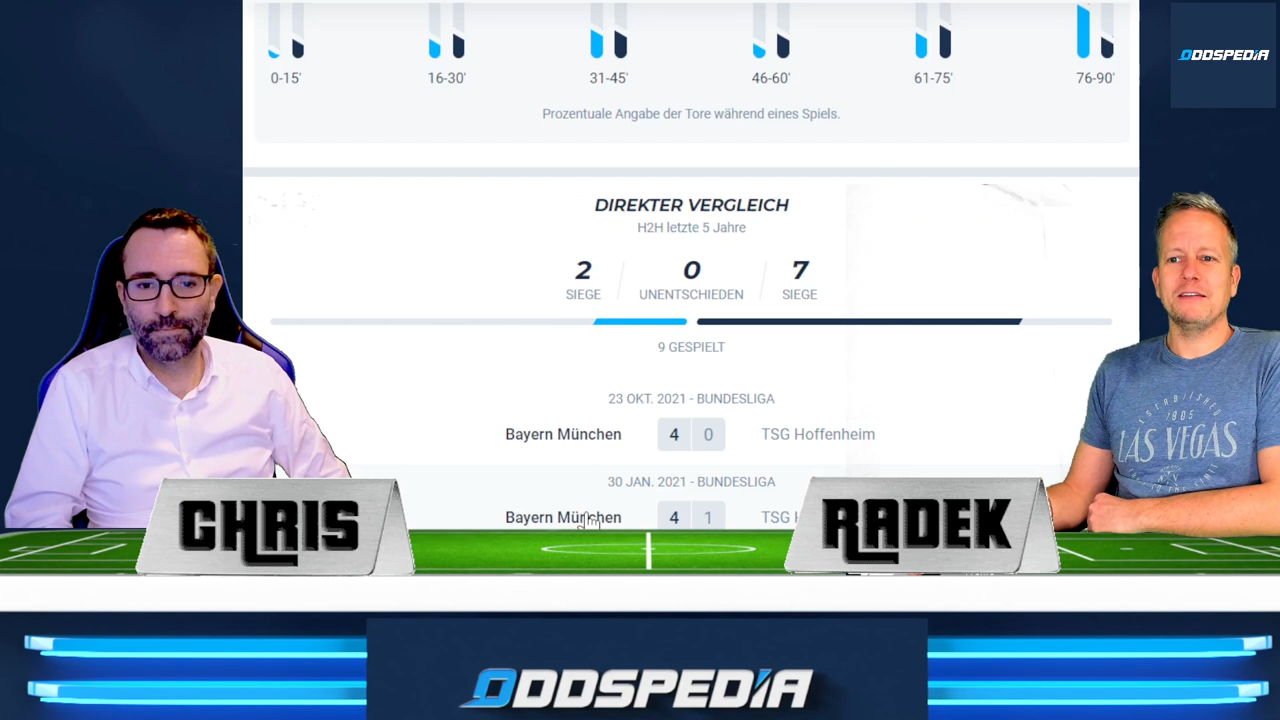 0-15'
16-30'
31-45'
46-60'
61-75'
76-90'
Prozentuale Angabe der Tore während eines Spiels.
ODDSPEDIA
DIREKTER VERGLEICH
H2H letzte 5 Jahre
2
0
7
SIEGE
UNENTSCHIEDEN
SIEGE
9 GESPIELT
23 OKT. 2021 - BUNDESLIGA
Bayern München 4 0 TSG Hoffenheim
30 JAN. 2021 - BUNDESLIGA
Bayern München 4 1 TSG
ESTABLISHED
1905
LAS VEGAS
CHRIS
RADEK
ODDSPEDIA